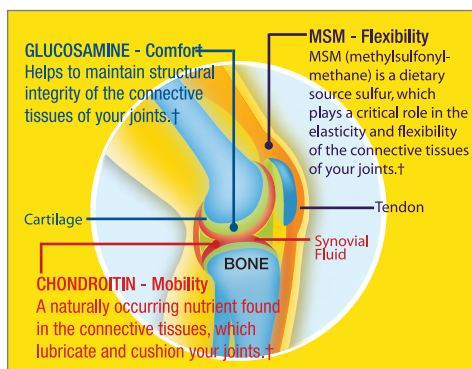 GLUCOSAMINE - Comfort
Helps to maintain structural
integrity of the connective
tissues of your joints.†
MSM - Flexibility
MSM (methylsulfonyl-
methane) is a dietary
source sulfur, which
plays a critical role in the
elasticity and flexibility
of the connective tissues
of your joints.†
Cartilage
Tendon
Synovial
Fluid
BONE
CHONDROITIN - Mobility
A naturally occurring nutrient found
in the connective tissues, which
lubricate and cushion your joints.†